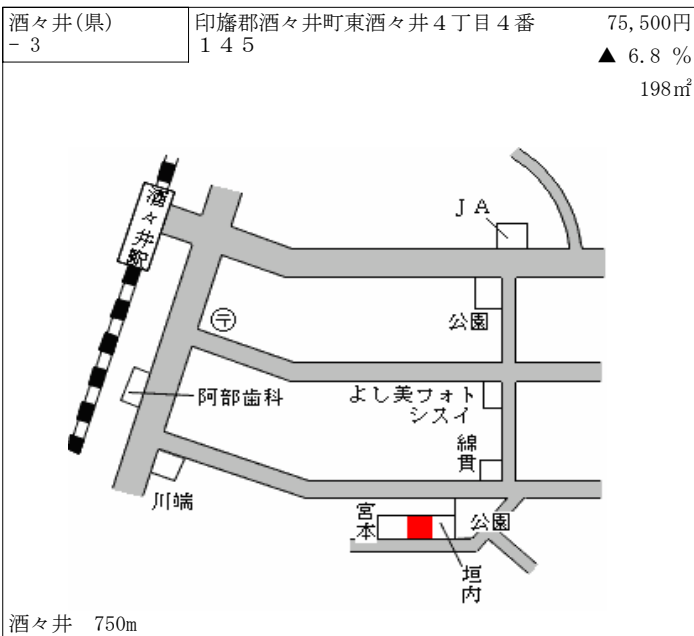 酒々井(県)
－３
印旛郡酒々井町東酒々井４丁目４番
１４５
75,500円
▲ 6.8 %
198㎡
酒々井駅
ＪＡ
〒
公園
阿部歯科
よし美フォト
シスイ
綿貫
川端
宮本
公園
垣内
酒々井　750m